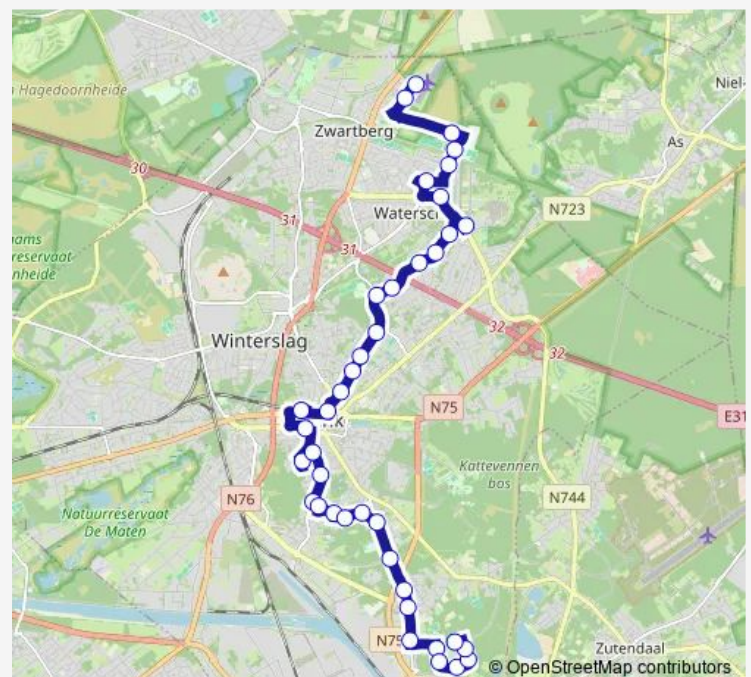 n Hagedoornheide
Niel-
Zwartberg
As
30
N723
31
31
32
32
Winterslag
N75
E31
Kattevennen
bos
N76
N744
Natuurreservaat
De Maten
N75
Zutendaal
© OpenStreetMap contributors